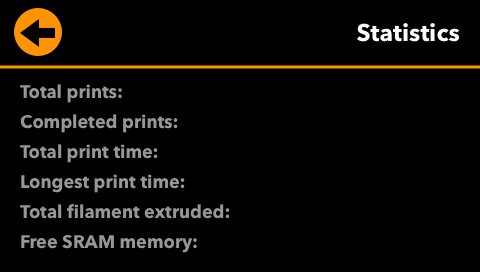 Statistics
Total prints:
Completed prints:
Total print time:
Longest print time:
Total filament extruded:
Free SRAM memory: